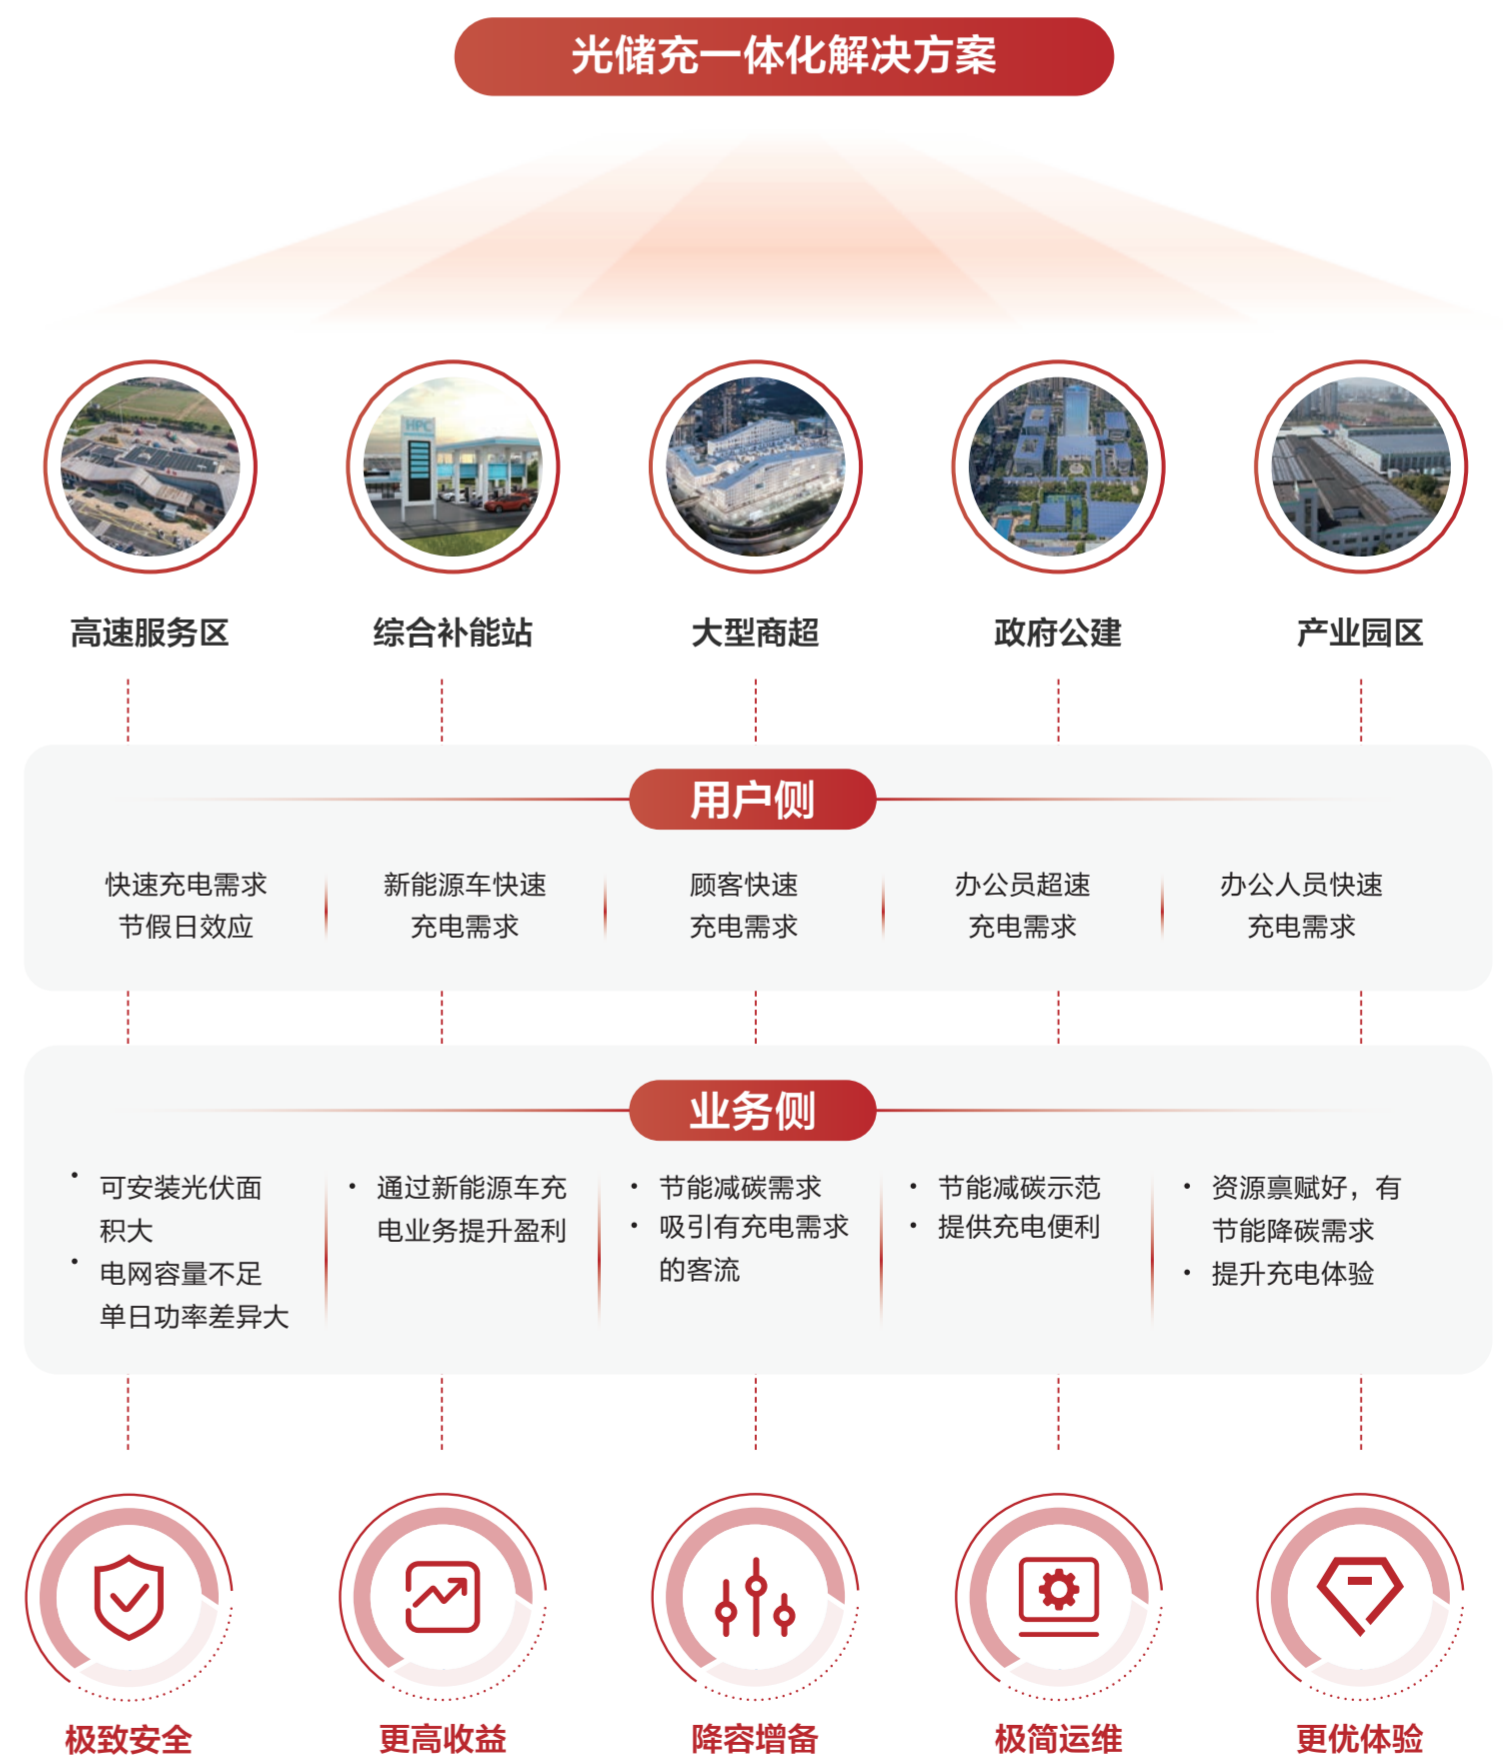 光储充一体化解决方案
HPC
高速服务区
综合补能站
大型商超
政府公建
产业园区
用户侧
快速充电需求
节假日效应
新能源车快速
充电需求
顾客快速
充电需求
办公员超速
充电需求
办公人员快速
充电需求
业务侧
• 可安装光伏面
积大
• 电网容量不足
单日功率差异大
• 通过新能源车充
电业务提升盈利
• 节能减碳需求
• 吸引有充电需求
的客流
• 节能减碳示范
• 提供充电便利
• 资源禀赋好，有
节能降碳需求
• 提升充电体验
极致安全
更高收益
降容增备
极简运维
更优体验